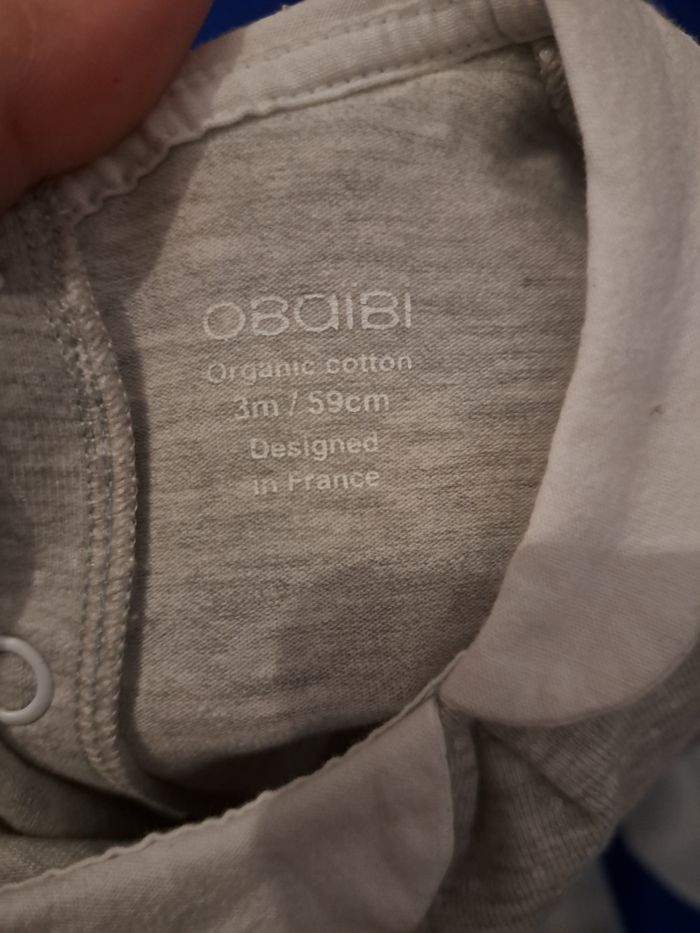 OBAIBI
Organic cotton
3m / 59cm
Designed
in France